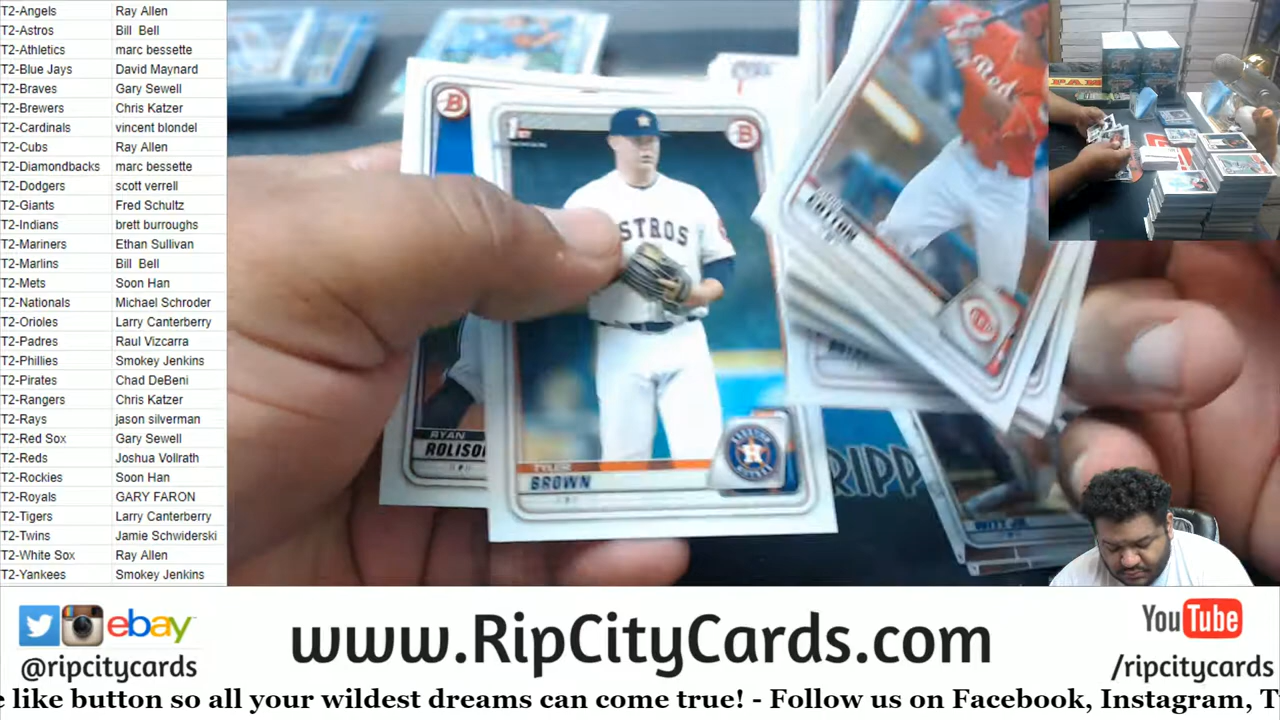 T2-Angels Ray Allen
T2-Astros Bill Bell
T2-Athletics marc bessette
T2-Blue Jays David Maynard
T2-Braves Gary Sewell
T2-Brewers Chris Katzer
T2-Cardinals vincent blondel
T2-Cubs Ray Allen
T2-Diamondbacks marc bessette
T2-Dodgers scott verrell
T2-Giants Fred Schultz
T2-Indians brett burroughs
T2-Mariners Ethan Sullivan
T2-Marlins Bill Bell
T2-Mets Soon Han
T2-Nationals Michael Schroder
T2-Orioles Larry Canterberry
T2-Padres Raul Vizcarra
T2-Phillies Smokey Jenkins
T2-Pirates Chad DeBeni
T2-Rangers Chris Katzer
T2-Rays jason silverman
T2-Red Sox Gary Sewell
T2-Reds Joshua Vollrath
T2-Rockies Soon Han
T2-Royals GARY FARON
T2-Tigers Larry Canterberry
T2-Twins Jamie Schwiderski
T2-White Sox Ray Allen
T2-Yankees Smokey Jenkins
B
1st
B
STROS
RYAN
ROLISO
TYLER
BROWN
Reds
RIPP
WITT JR.
ebay
@ripcitycards
www.RipCityCards.com
YouTube
/ripcitycards
e like button so all your wildest dreams can come true! - Follow us on Facebook, Instagram, T